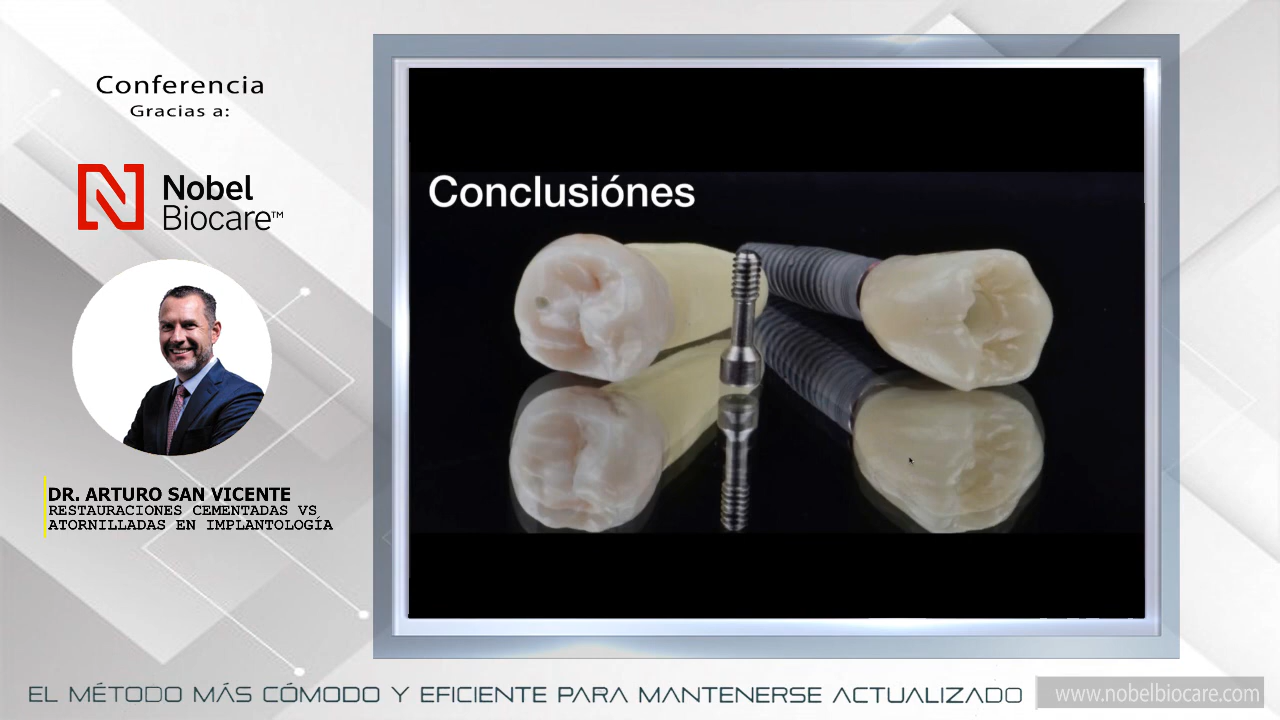 Conferencia
Gracias a:
Nobel
Biocare™
DR. ARTURO SAN VICENTE
RESTAURACIONES CEMENTADAS VS
ATORNILLADAS EN IMPLANTOLOGÍA
Conclusiónes
EL MÉTODO MÁS CÓMODO Y EFICIENTE PARA MANTENERSE ACTUALIZADO
www.nobelbiocare.com